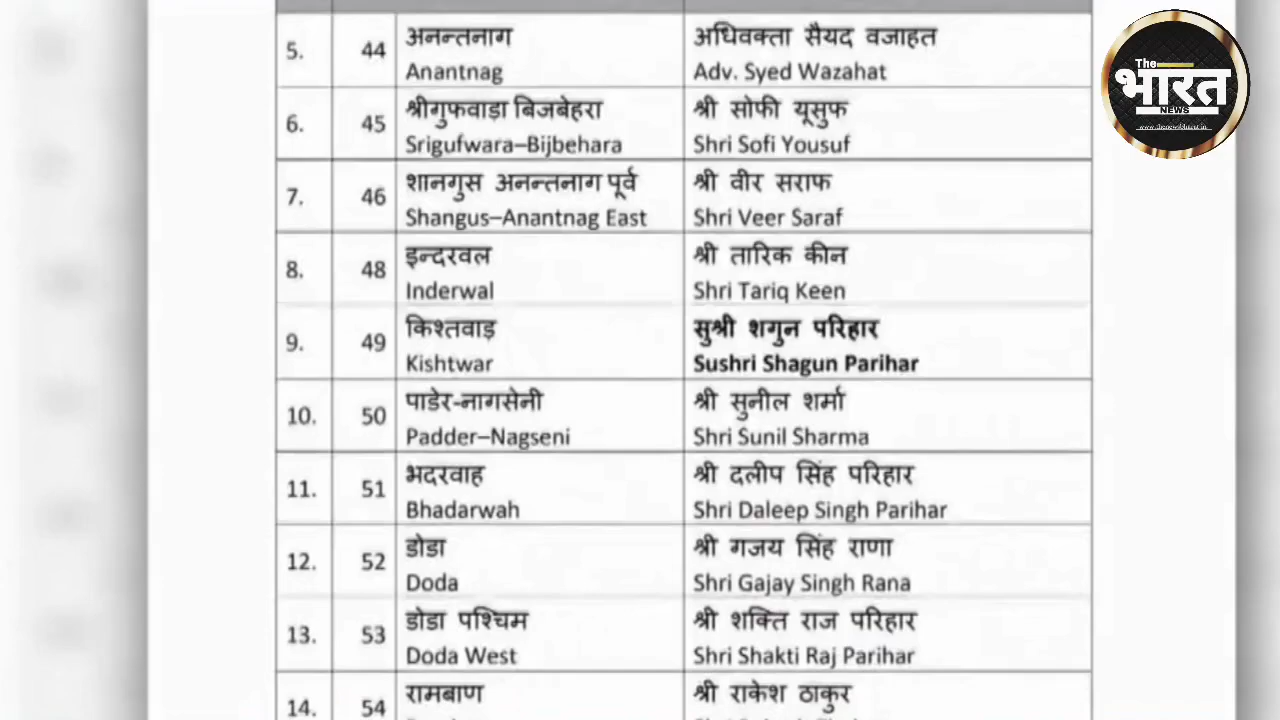 5. 44 अनन्तनाग अधिवक्ता सैयद वजाहत
Anantnag Adv. Syed Wazahat
6. 45 श्रीगुफवाड़ा बिजबेहरा श्री सोफी यूसुफ
Srigufwara–Bijbehara Shri Sofi Yousuf
7. 46 शानगुस अनन्तनाग पूर्व श्री वीर सराफ
Shangus–Anantnag East Shri Veer Saraf
8. 48 इन्दरवल श्री तारिक कीन
Inderwal Shri Tariq Keen
9. 49 किश्तवाड़ सुश्री शगुन परिहार
Kishtwar Sushri Shagun Parihar
10. 50 पाडेर-नागसेनी श्री सुनील शर्मा
Padder–Nagseni Shri Sunil Sharma
11. 51 भदरवाह श्री दलीप सिंह परिहार
Bhadarwah Shri Daleep Singh Parihar
12. 52 डोडा श्री गजय सिंह राणा
Doda Shri Gajay Singh Rana
13. 53 डोडा पश्चिम श्री शक्ति राज परिहार
Doda West Shri Shakti Raj Parihar
14. 54 रामबाण श्री राकेश ठाकुर
The
भारत
NEWS